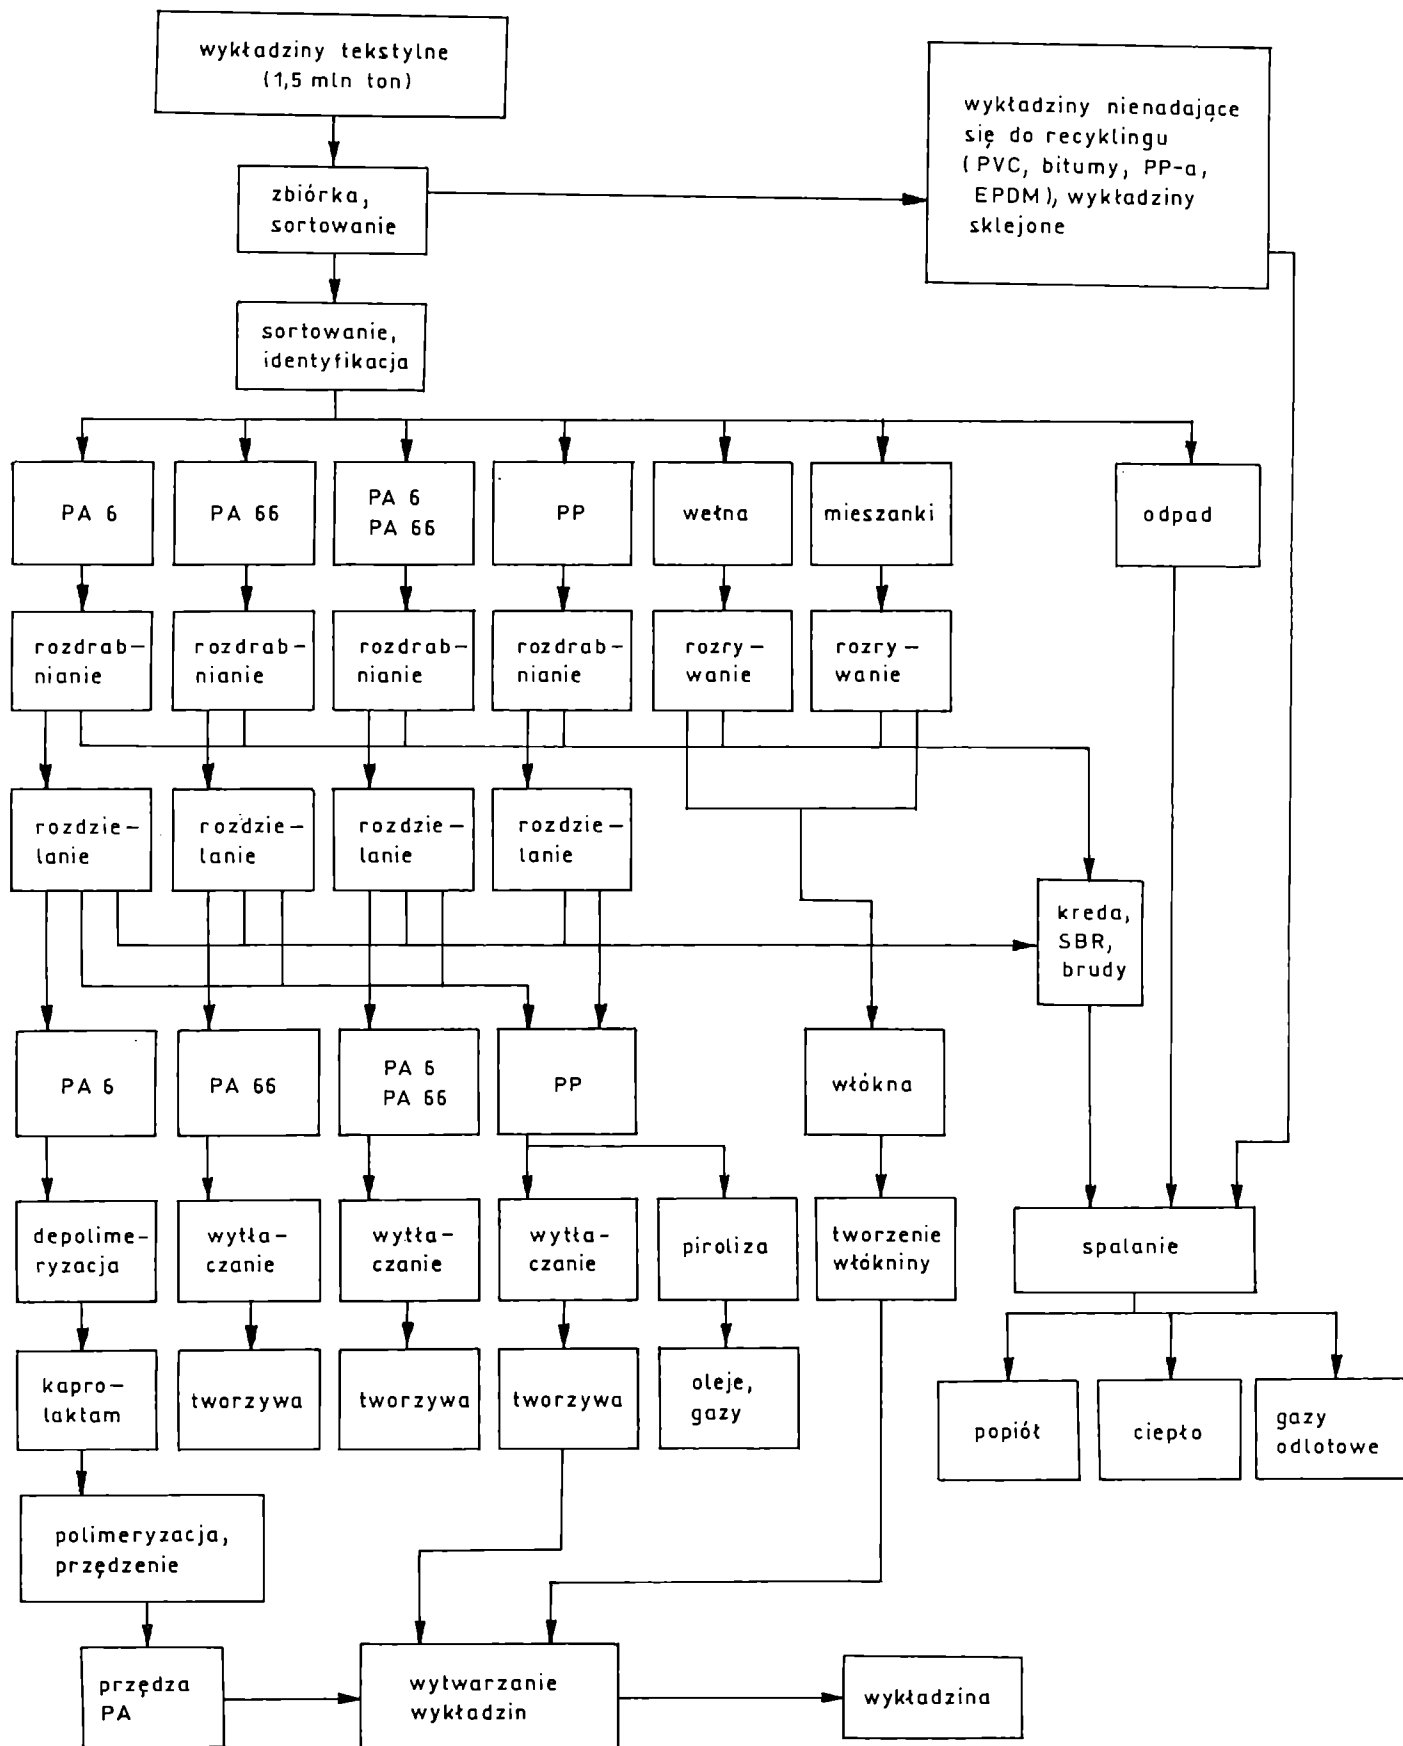 wykładziny tekstylne
(1,5 mln ton)
wykładziny nienadające
się do recyklingu
(PVC, bitumy, PP-a,
EPDM), wykładziny
sklejone
zbiórka,
sortowanie
sortowanie,
identyfikacja
PA 6
PA 66
PA 6
PA 66
PP
wełna
mieszanki
odpad
rozdrab–
nianie
rozdrab–
nianie
rozdrab–
nianie
rozdrab–
nianie
rozry–
wanie
rozry–
wanie
rozdzie–
lanie
rozdzie–
lanie
rozdzie–
lanie
rozdzie–
lanie
kreda,
SBR,
brudy
PA 6
PA 66
PA 6
PA 66
PP
włókna
depolime–
ryzacja
wytła–
czanie
wytła–
czanie
wytła–
czanie
piroliza
tworzenie
włókniny
spalanie
kapro–
laktam
tworzywa
tworzywa
tworzywa
oleje,
gazy
popiół
ciepło
gazy
odlotowe
polimeryzacja,
przędzenie
przędza
PA
wytwarzanie
wykładzin
wykładzina